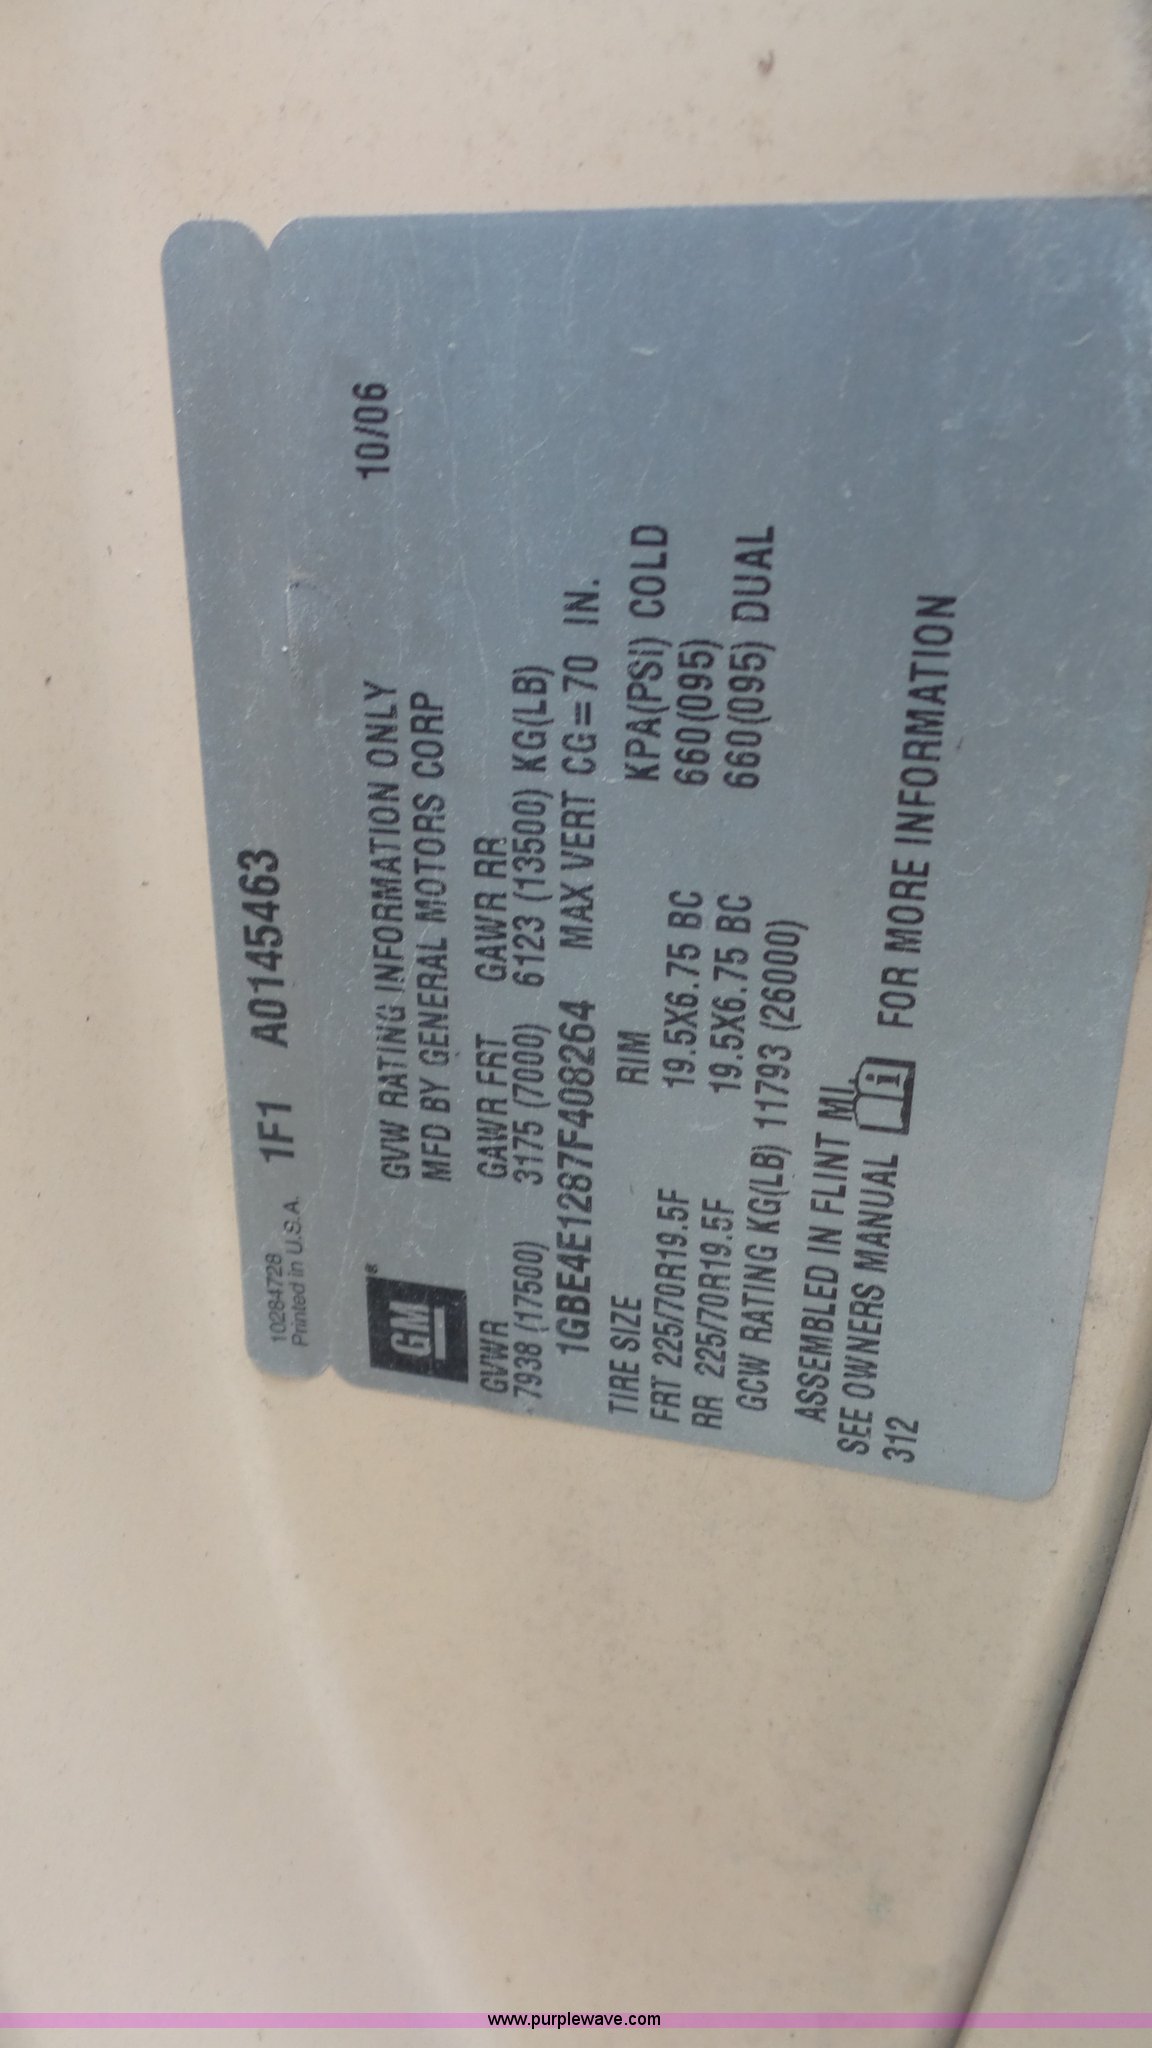 10284728
Printed in U.S.A.
1F1 A0145463
GM®
GVW RATING INFORMATION ONLY 10/06
MFD BY GENERAL MOTORS CORP
GVWR GAWR FRT GAWR RR
7938 (17500) 3175 (7000) 6123 (13500) KG(LB)
1GBE4E1287F408264 MAX VERT CG=70 IN.
TIRE SIZE RIM KPA(PSI) COLD
FRT 225/70R19.5F 19.5X6.75 BC 660(095)
RR 225/70R19.5F 19.5X6.75 BC 660(095) DUAL
GCW RATING KG(LB) 11793 (26000)
ASSEMBLED IN FLINT MI.
SEE OWNERS MANUAL i FOR MORE INFORMATION
312
www.purplewave.com